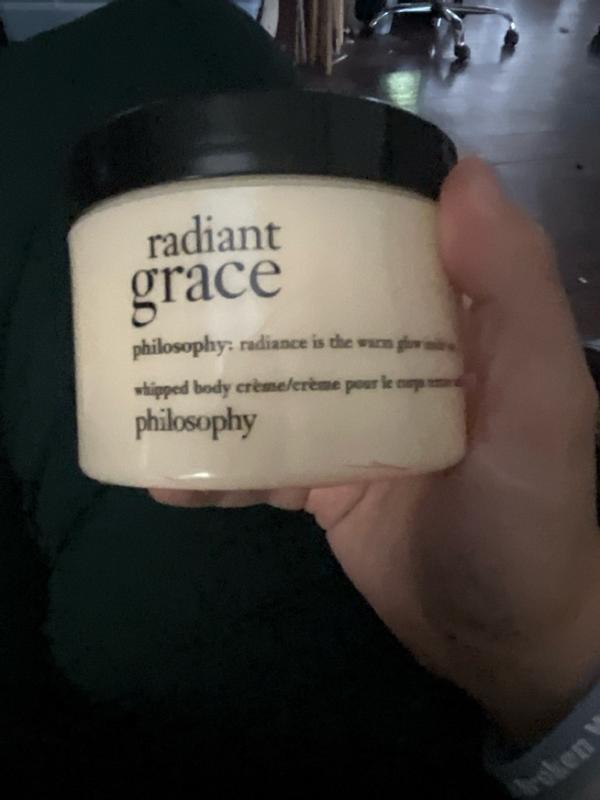 radiant
grace
philosophy: radiance is the warm glow
whipped body crème/crème pour le corps
philosophy